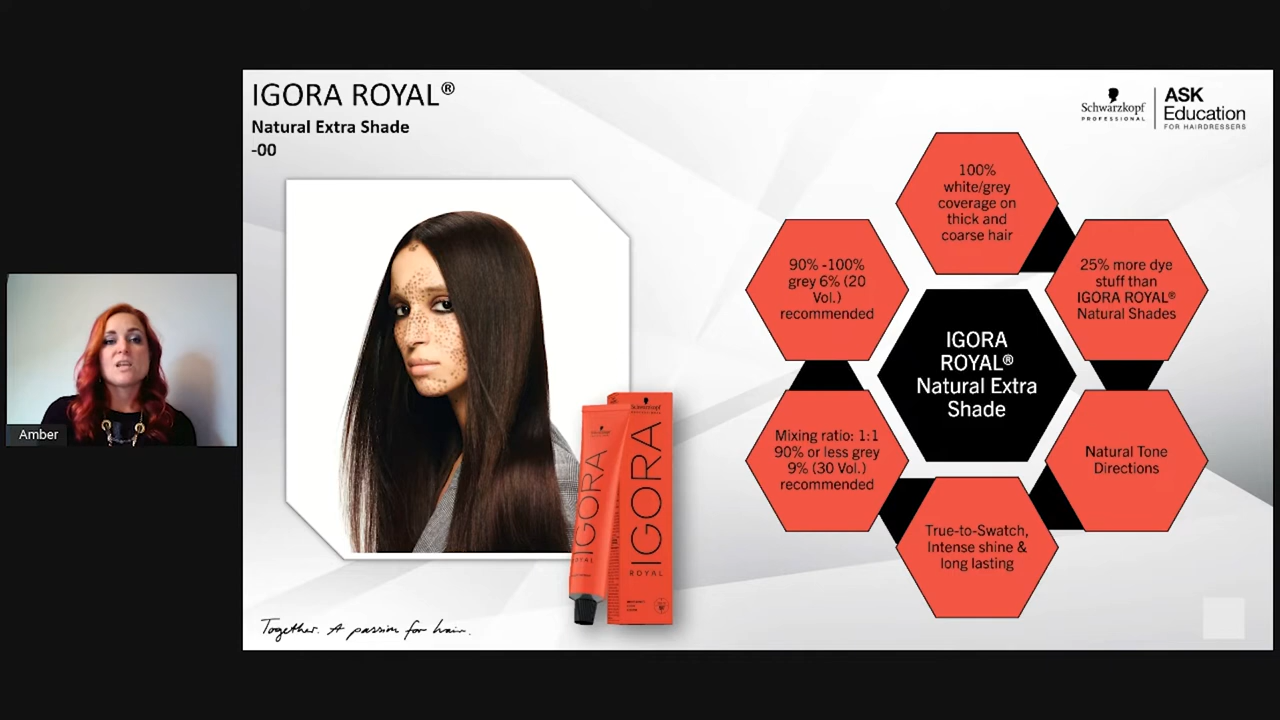 IGORA ROYAL®
Natural Extra Shade
-00
Schwarzkopf
PROFESSIONAL
ASK
Education
FOR HAIRDRESSERS
100%
white/grey
coverage on
thick and
coarse hair
90% -100%
grey 6% (20
Vol.)
recommended
25% more dye
stuff than
IGORA ROYAL®
Natural Shades
IGORA
ROYAL®
Natural Extra
Shade
Mixing ratio: 1:1
90% or less grey
9% (30 Vol.)
recommended
Natural Tone
Directions
True-to-Swatch,
Intense shine &
long lasting
Amber
Schwarzkopf
IGORA
ROYAL
IGORA
ROYAL
Together. A passion for hair.